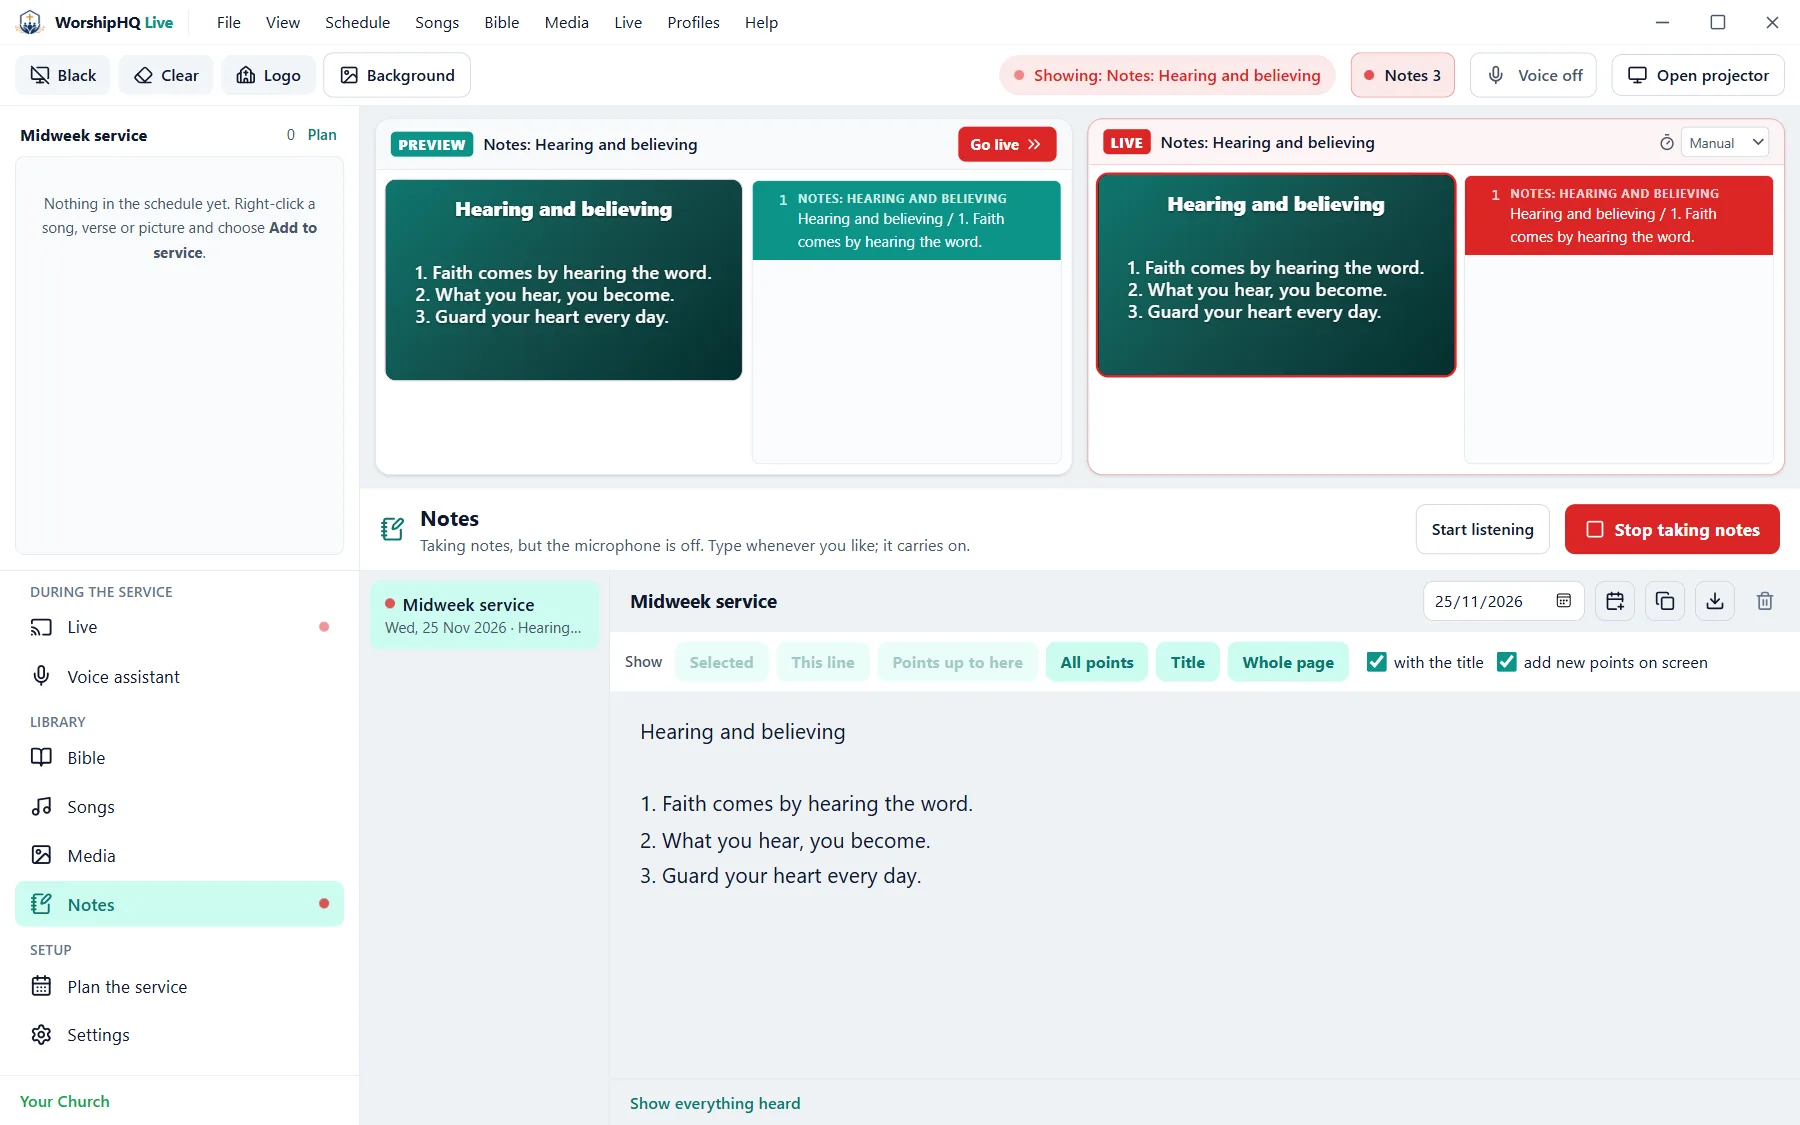 WorshipHQ Live
File View Schedule Songs Bible Media Live Profiles Help
Black Clear Logo Background
Showing: Notes: Hearing and believing
Notes 3
Voice off
Open projector
Midweek service
0 Plan
Nothing in the schedule yet. Right-click a
song, verse or picture and choose Add to
service.
PREVIEW Notes: Hearing and believing
Go live
Hearing and believing
1. Faith comes by hearing the word.
2. What you hear, you become.
3. Guard your heart every day.
1 NOTES: HEARING AND BELIEVING
Hearing and believing / 1. Faith
comes by hearing the word.
LIVE Notes: Hearing and believing
Manual
Hearing and believing
1. Faith comes by hearing the word.
2. What you hear, you become.
3. Guard your heart every day.
1 NOTES: HEARING AND BELIEVING
Hearing and believing / 1. Faith
comes by hearing the word.
Notes
Taking notes, but the microphone is off. Type whenever you like; it carries on.
Start listening
Stop taking notes
DURING THE SERVICE
Live
Voice assistant
LIBRARY
Bible
Songs
Media
Notes
SETUP
Plan the service
Settings
Your Church
Midweek service
Wed, 25 Nov 2026 · Hearing...
Midweek service
25/11/2026
Show Selected This line Points up to here All points Title Whole page with the title add new points on screen
Hearing and believing
1. Faith comes by hearing the word.
2. What you hear, you become.
3. Guard your heart every day.
Show everything heard